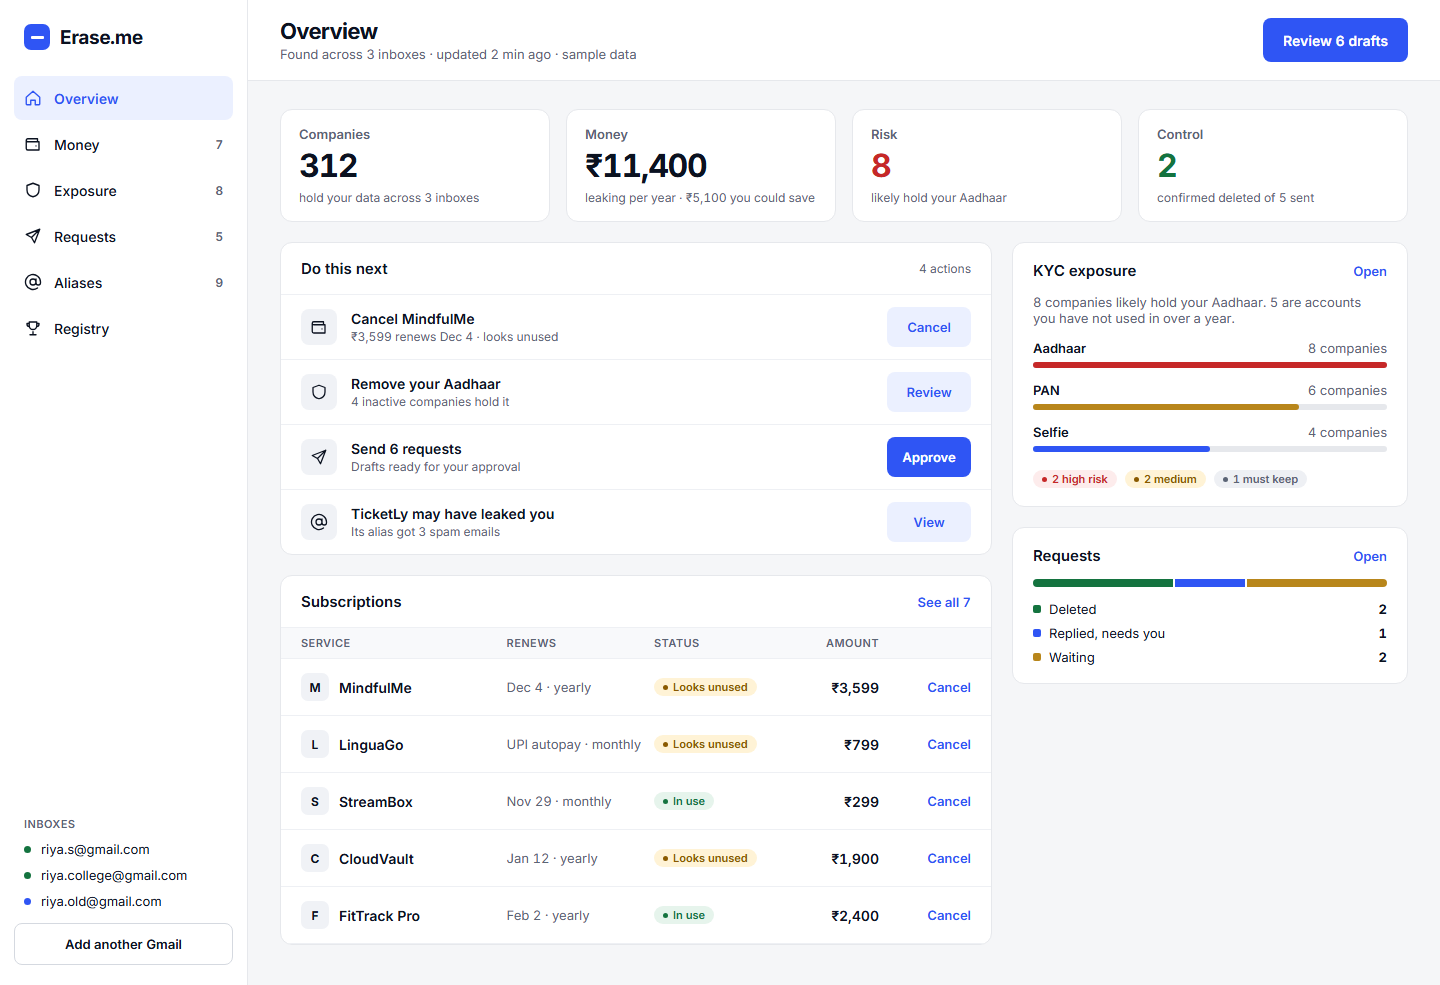 Erase.me
Overview
Money 7
Exposure 8
Requests 5
Aliases 9
Registry
INBOXES
riya.s@gmail.com
riya.college@gmail.com
riya.old@gmail.com
Add another Gmail
Overview
Found across 3 inboxes · updated 2 min ago · sample data
Review 6 drafts
Companies
312
hold your data across 3 inboxes
Money
₹11,400
leaking per year · ₹5,100 you could save
Risk
8
likely hold your Aadhaar
Control
2
confirmed deleted of 5 sent
Do this next 4 actions
Cancel MindfulMe
₹3,599 renews Dec 4 · looks unused
Cancel
Remove your Aadhaar
4 inactive companies hold it
Review
Send 6 requests
Drafts ready for your approval
Approve
TicketLy may have leaked you
Its alias got 3 spam emails
View
Subscriptions See all 7
SERVICE RENEWS STATUS AMOUNT
M MindfulMe Dec 4 · yearly Looks unused ₹3,599 Cancel
L LinguaGo UPI autopay · monthly Looks unused ₹799 Cancel
S StreamBox Nov 29 · monthly In use ₹299 Cancel
C CloudVault Jan 12 · yearly Looks unused ₹1,900 Cancel
F FitTrack Pro Feb 2 · yearly In use ₹2,400 Cancel
KYC exposure Open
8 companies likely hold your Aadhaar. 5 are accounts
you have not used in over a year.
Aadhaar 8 companies
PAN 6 companies
Selfie 4 companies
2 high risk 2 medium 1 must keep
Requests Open
Deleted 2
Replied, needs you 1
Waiting 2